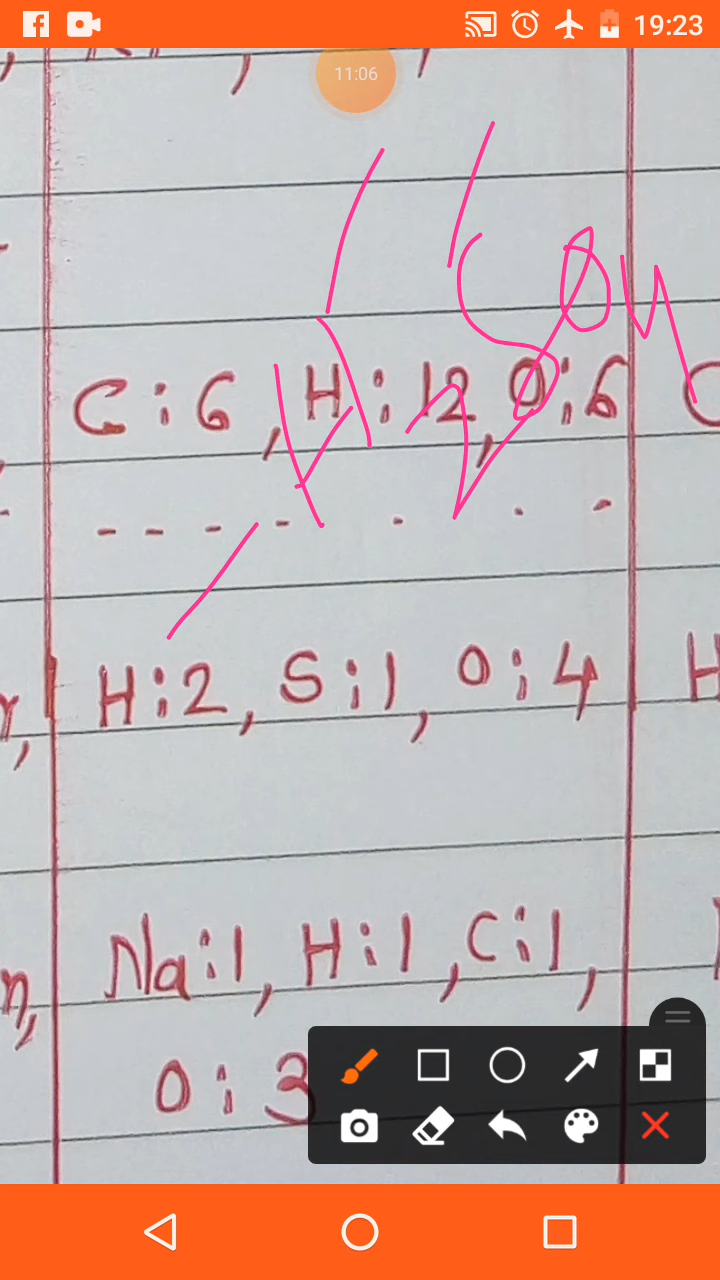 19:23
11:06
C:6, H:12, O:6 C
H2SO4
- - - - - - -
H:2, S:1, O:4 H
Na:1, H:1, C:1,
n,
O:3